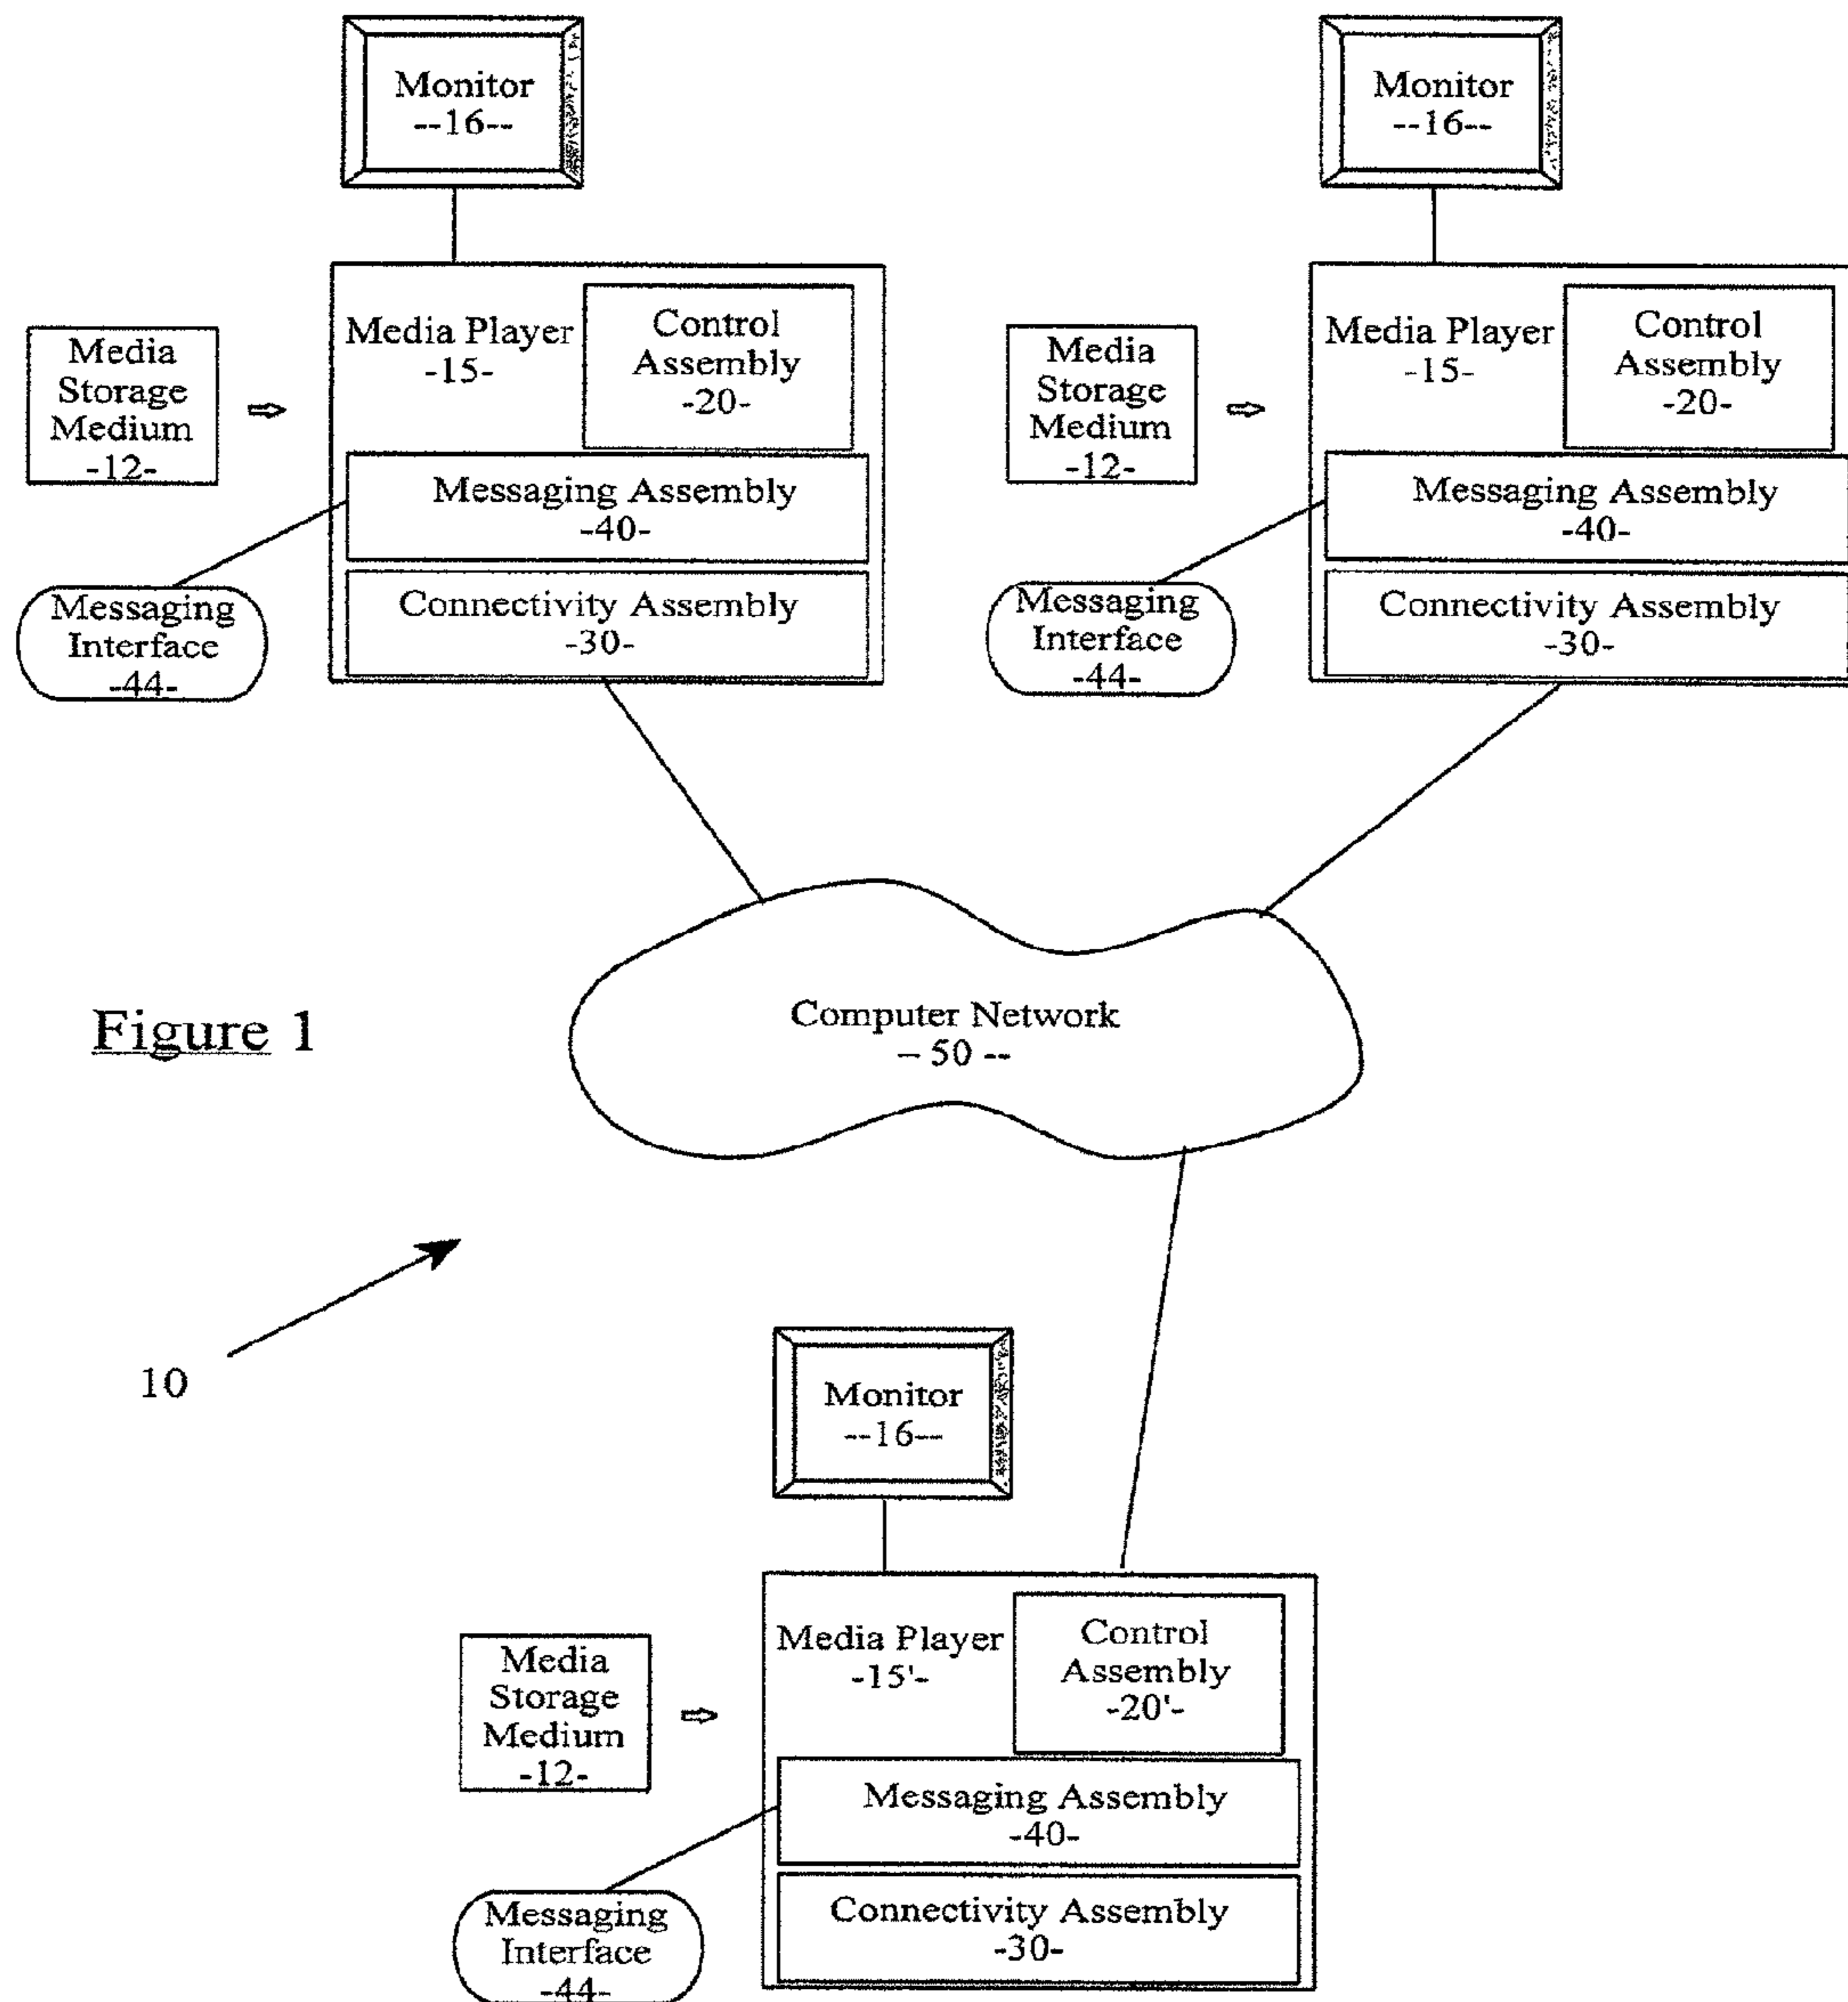 Monitor
--16--
Monitor
--16--
Media Player
-15-
Control
Assembly
-20-
Media
Storage
Medium
-12-
Messaging Assembly
-40-
Connectivity Assembly
-30-
Messaging
Interface
-44-
Media Player
-15-
Control
Assembly
-20-
Media
Storage
Medium
-12-
Messaging Assembly
-40-
Connectivity Assembly
-30-
Messaging
Interface
-44-
Computer Network
– 50 --
Figure 1
10
Monitor
--16--
Media Player
-15'-
Control
Assembly
-20'-
Media
Storage
Medium
-12-
Messaging Assembly
-40-
Connectivity Assembly
-30-
Messaging
Interface
-44-